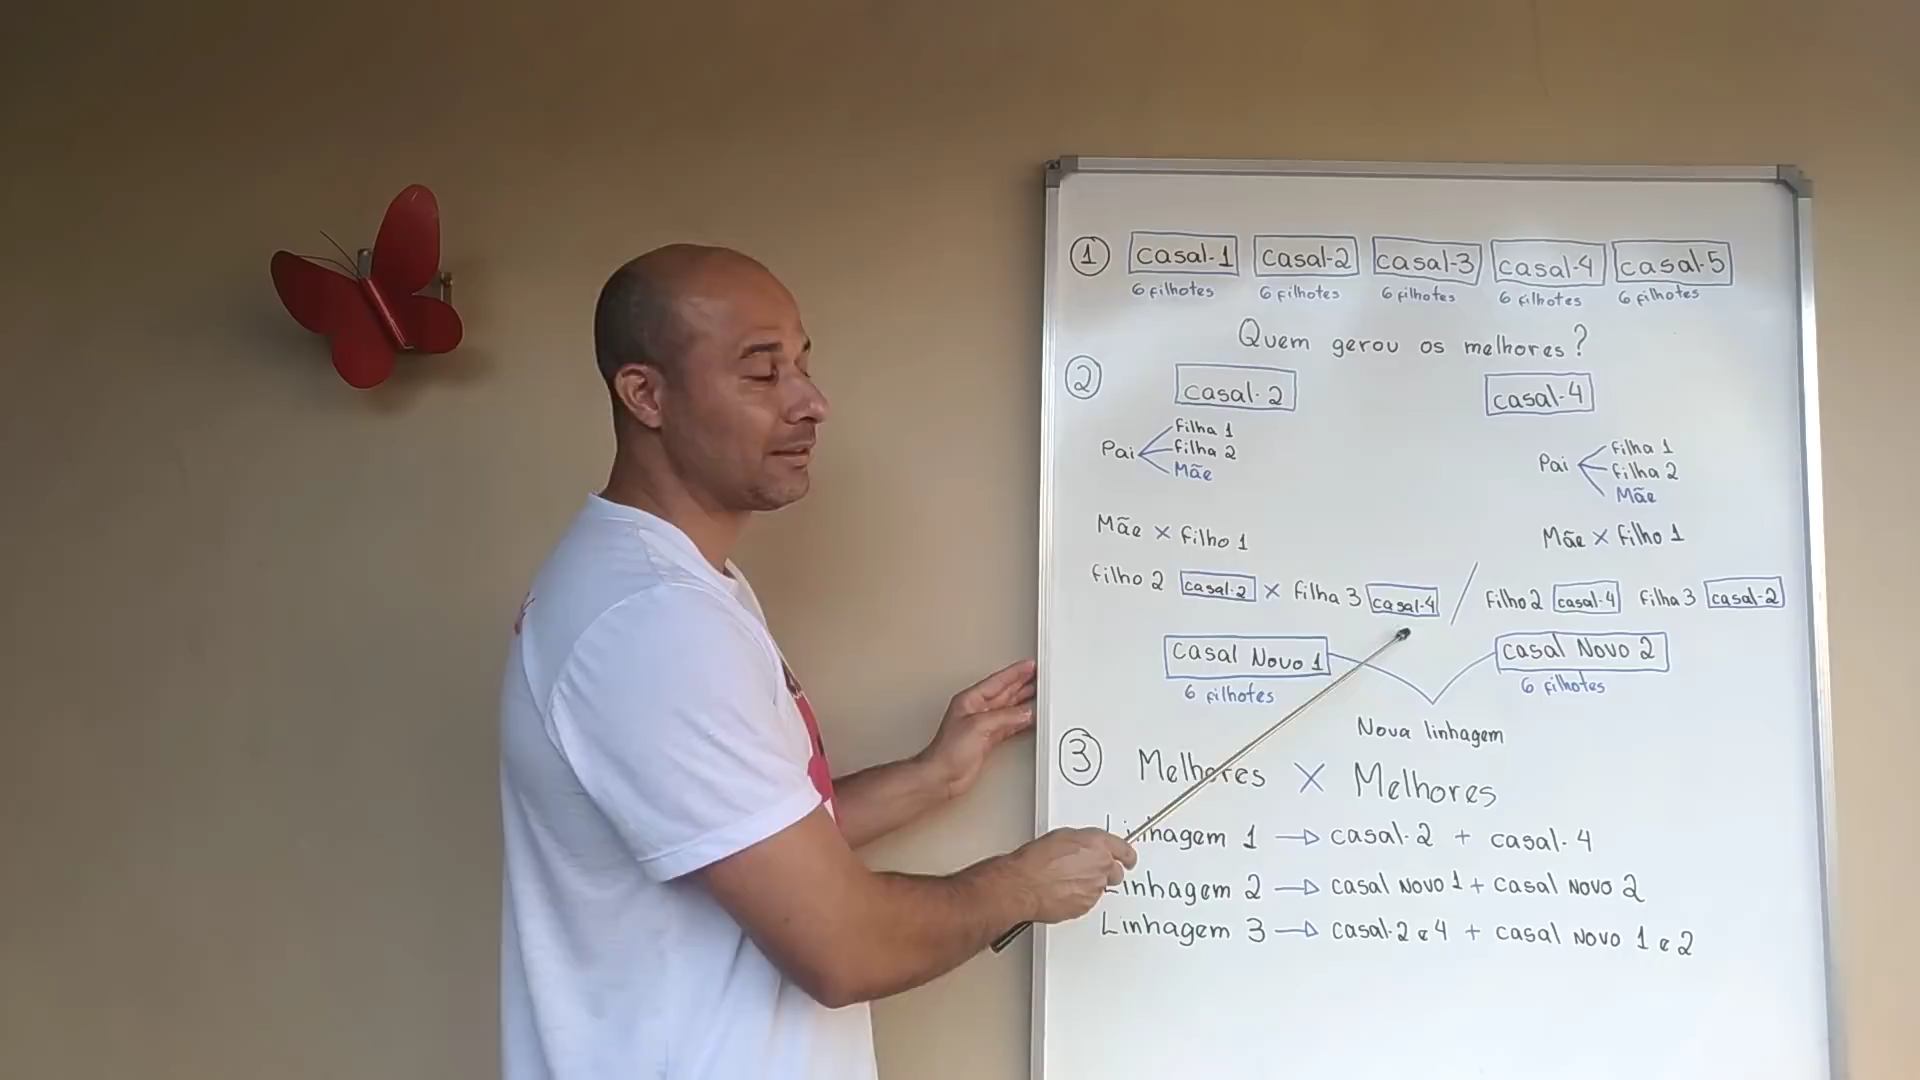 1 casal-1 casal-2 casal-3 casal-4 casal-5
6 filhotes 6 filhotes 6 filhotes 6 filhotes 6 filhotes
Quem gerou os melhores?
2 casal-2 casal-4
Pai filha 1
filha 2
Mãe
Pai filha 1
filha 2
Mãe
Mãe x filho 1 Mãe x filho 1
filho 2 casal-2 x filha 3 casal-4 / filho 2 casal-4 filha 3 casal-2
casal Novo 1 casal Novo 2
6 filhotes 6 filhotes
Nova linhagem
3 Melhores X Melhores
Linhagem 1 → casal-2 + casal-4
Linhagem 2 → casal Novo 1 + casal Novo 2
Linhagem 3 → casal-2 e 4 + casal Novo 1 e 2